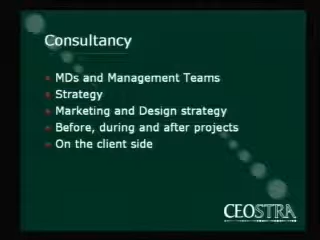 Consultancy
MDs and Management Teams
Strategy
Marketing and Design strategy
Before, during and after projects
On the client side
CEOSTRA